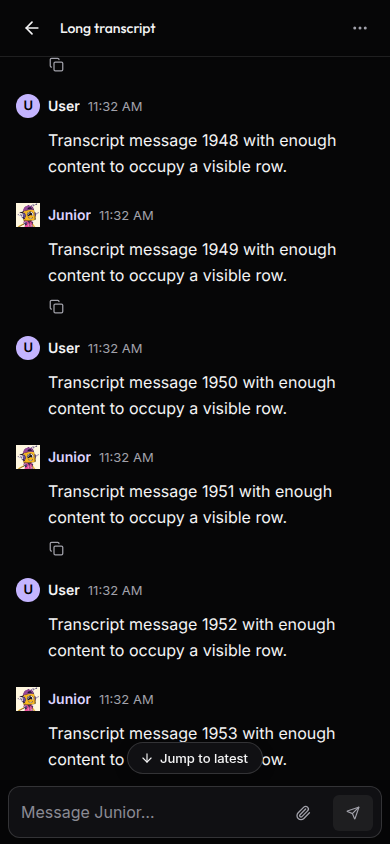 Long transcript
U User 11:32 AM
Transcript message 1948 with enough
content to occupy a visible row.
Junior 11:32 AM
Transcript message 1949 with enough
content to occupy a visible row.
U User 11:32 AM
Transcript message 1950 with enough
content to occupy a visible row.
Junior 11:32 AM
Transcript message 1951 with enough
content to occupy a visible row.
U User 11:32 AM
Transcript message 1952 with enough
content to occupy a visible row.
Junior 11:32 AM
Transcript message 1953 with enough
content to
Jump to latest
Message Junior...